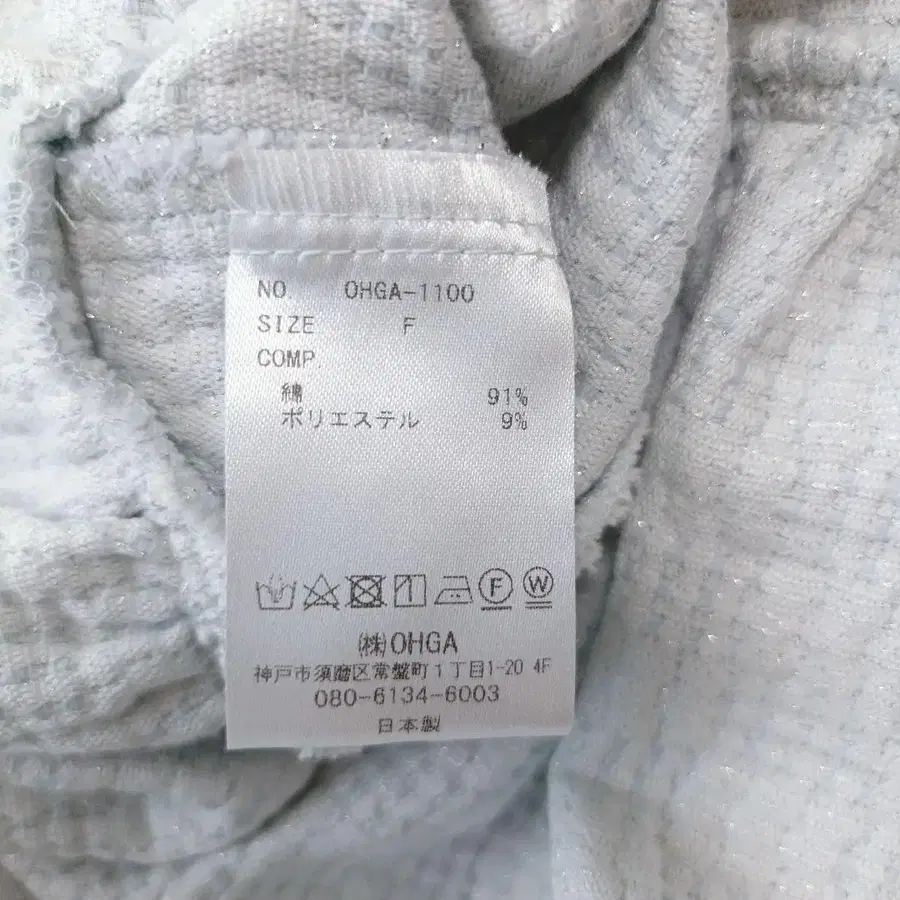 NO OHGA-1100
SIZE F
COMP.
綿 91%
ポリエステル 9%
F W
㈱OHGA
神戸市須磨区常盤町1丁目1-20 4F
080-6134-6003
日本製